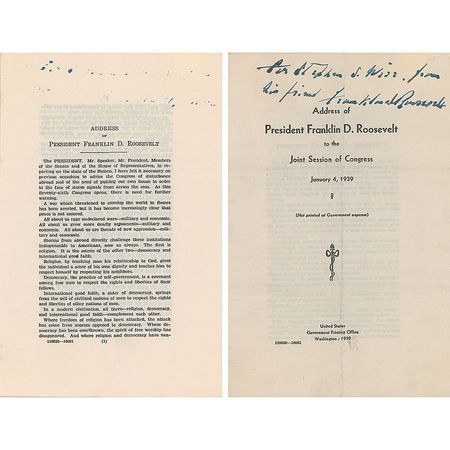 ADDRESS
OF
PRESIDENT FRANKLIN D. ROOSEVELT
The PRESIDENT. Mr. Speaker, Mr. President, Members
of the Senate and of the House of Representatives, in re-
porting on the state of the Nation, I have felt it necessary on
previous occasions to advise the Congress of disturbance
abroad and of the need of putting our own house in order
in the face of storm signals from across the seas. As this
Seventy-sixth Congress opens, there is need for further
warning.
A war which threatened to envelop the world in flames
has been averted, but it has become increasingly clear that
peace is not assured.
All about us rage undeclared wars—military and economic.
All about us grow more deadly armaments—military and
economic. All about us are threats of new aggression—mili-
tary and economic.
Storms from abroad directly challenge three institutions
indispensable to Americans, now as always. The first is
religion. It is the source of the other two—democracy and
international good faith.
Religion, by teaching man his relationship to God, gives
the individual a sense of his own dignity and teaches him to
respect himself by respecting his neighbors.
Democracy, the practice of self-government, is a covenant
among free men to respect the rights and liberties of their
fellows.
International good faith, a sister of democracy, springs
from the will of civilized nations of men to respect the rights
and liberties of other nations of men.
In a modern civilization, all three—religion, democracy,
and international good faith—complement each other.
Where freedom of religion has been attacked, the attack
has come from sources opposed to democracy. Where de-
mocracy has been overthrown, the spirit of free worship has
disappeared. And where religion and democracy have van-
(1)
For Stephen S. Wise, from
his friend Franklin D Roosevelt
Address of
President Franklin D. Roosevelt
to the
Joint Session of Congress
January 4, 1939
(Not printed at Government expense)
United States
Government Printing Office
Washington : 1939